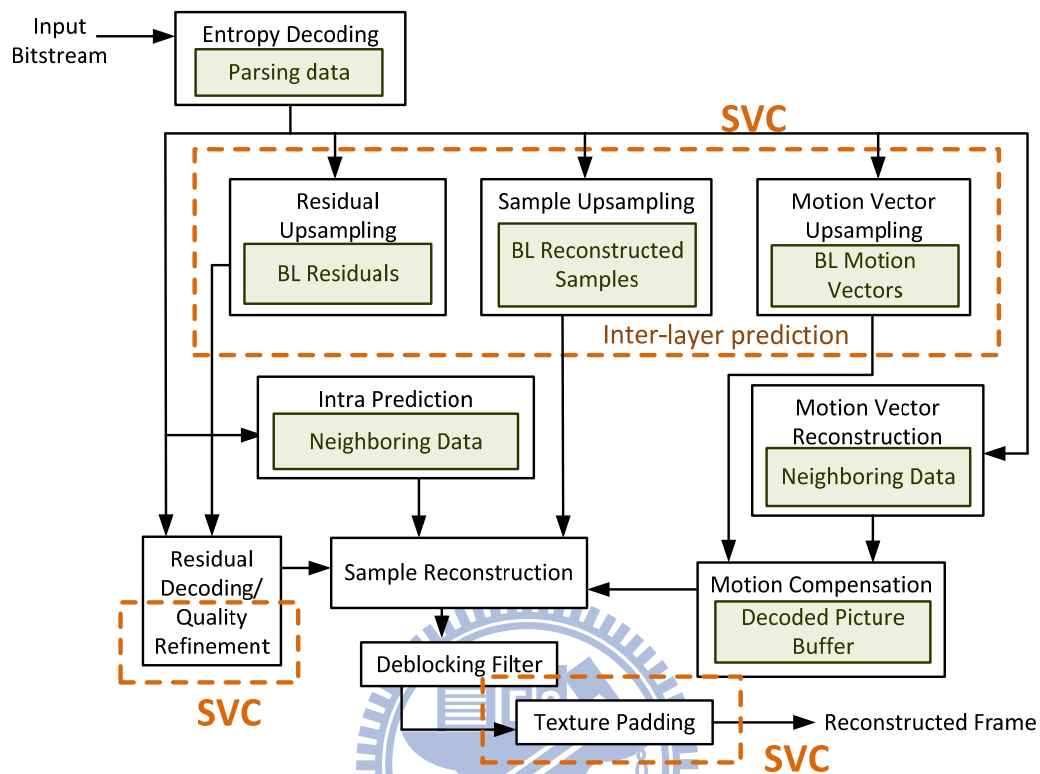 Input
Bitstream
Entropy Decoding
Parsing data
SVC
Residual
Upsampling
BL Residuals
Sample Upsampling
BL Reconstructed
Samples
Motion Vector
Upsampling
BL Motion
Vectors
Inter-layer prediction
Intra Prediction
Neighboring Data
Motion Vector
Reconstruction
Neighboring Data
Residual
Decoding/
Quality
Refinement
SVC
Sample Reconstruction
Motion Compensation
Decoded Picture
Buffer
Deblocking Filter
Texture Padding
Reconstructed Frame
SVC